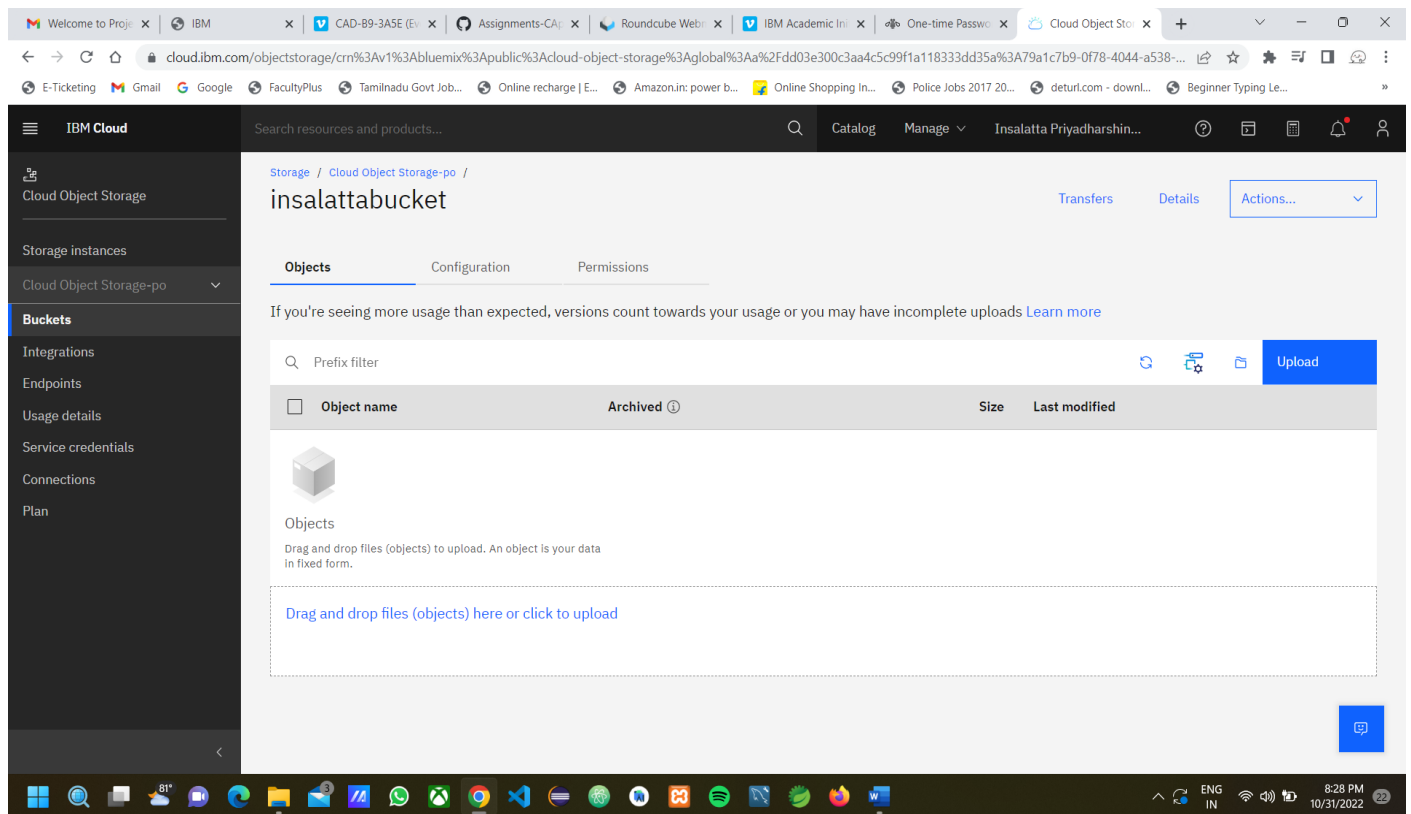 Welcome to Proje
IBM
CAD-B9-3A5E (Ev
Assignments-CAp
Roundcube Webm
IBM Academic Ini
One-time Passwo
Cloud Object Stor
cloud.ibm.com/objectstorage/crn%3Av1%3Abluemix%3Apublic%3Acloud-object-storage%3Aglobal%3Aa%2Fdd03e300c3aa4c5c99f1a118333dd35a%3A79a1c7b9-0f78-4044-a538-...
E-Ticketing
Gmail
Google
FacultyPlus
Tamilnadu Govt Job...
Online recharge | E...
Amazon.in: power b...
Online Shopping In...
Police Jobs 2017 20...
deturl.com - downl...
Beginner Typing Le...
IBM Cloud
Search resources and products...
Catalog
Manage
Insalatta Priyadharshin...
Cloud Object Storage
Storage instances
Cloud Object Storage-po
Buckets
Integrations
Endpoints
Usage details
Service credentials
Connections
Plan
Storage / Cloud Object Storage-po /
insalattabucket
Transfers
Details
Actions...
Objects
Configuration
Permissions
If you're seeing more usage than expected, versions count towards your usage or you may have incomplete uploads Learn more
Prefix filter
Upload
Object name
Archived
Size
Last modified
Objects
Drag and drop files (objects) to upload. An object is your data
in fixed form.
Drag and drop files (objects) here or click to upload
81°
3
ENG
IN
8:28 PM
10/31/2022
22